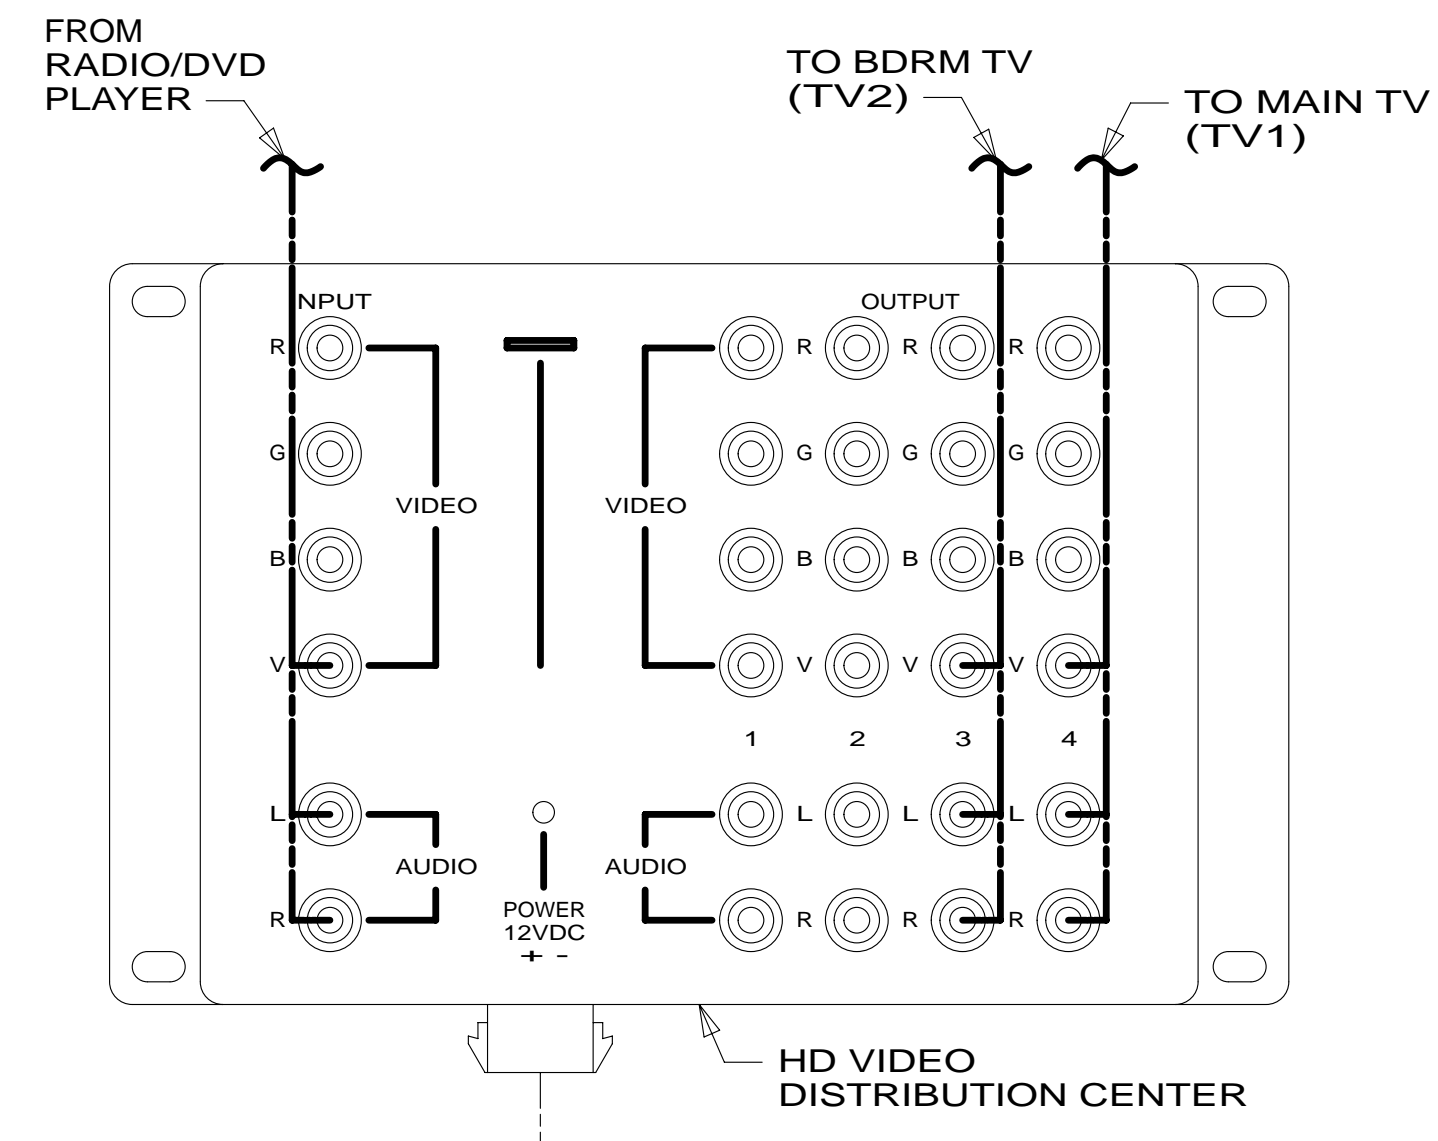 FROM
RADIO/DVD
PLAYER
TO BDRM TV
(TV2)
TO MAIN TV
(TV1)
NPUT
OUTPUT
R R R R
G G G G
VIDEO VIDEO
B B B B
V V V V
1 2 3 4
L L L L
AUDIO AUDIO
R R R R
POWER
12VDC
+ -
HD VIDEO
DISTRIBUTION CENTER